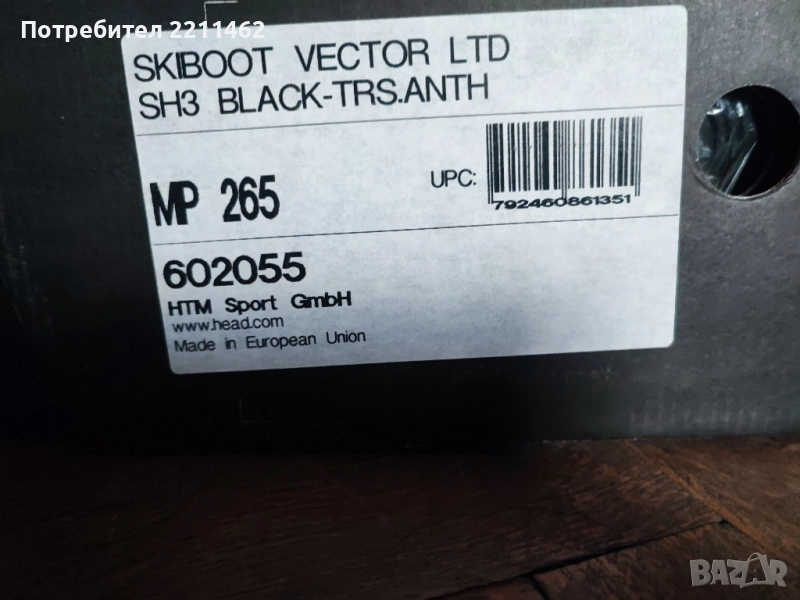 Потребител 2211462
SKIBOOT VECTOR LTD
SH3 BLACK-TRS.ANTH
MP 265
UPC:
792460861351
602055
HTM Sport GmbH
www.head.com
Made in European Union
BAZAR